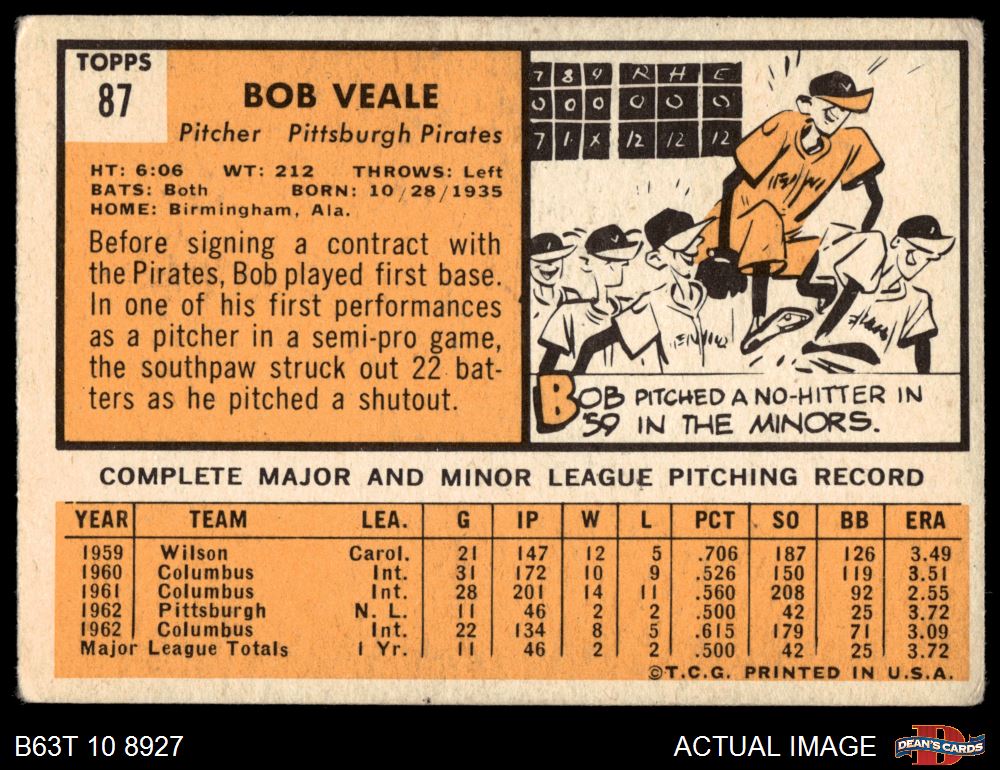 TOPPS
87
BOB VEALE
Pitcher Pittsburgh Pirates
HT: 6:06 WT: 212 THROWS: Left
BATS: Both BORN: 10/28/1935
HOME: Birmingham, Ala.
Before signing a contract with
the Pirates, Bob played first base.
In one of his first performances
as a pitcher in a semi-pro game,
the southpaw struck out 22 bat-
ters as he pitched a shutout.
7 8 9 R H E
0 0 0 0 0 0
7 1 X 12 12 12
BOB PITCHED A NO-HITTER IN
'59 IN THE MINORS.
COMPLETE MAJOR AND MINOR LEAGUE PITCHING RECORD
YEAR TEAM LEA. G IP W L PCT SO BB ERA
1959 Wilson Carol. 21 147 12 5 .706 187 126 3.49
1960 Columbus Int. 31 172 10 9 .526 150 119 3.51
1961 Columbus Int. 28 201 14 11 .560 208 92 2.55
1962 Pittsburgh N. L. 11 46 2 2 .500 42 25 3.72
1962 Columbus Int. 22 134 8 5 .615 179 71 3.09
Major League Totals 1 Yr. 11 46 2 2 .500 42 25 3.72
©T.C.G. PRINTED IN U.S.A.
B63T 10 8927
ACTUAL IMAGE
D
DEAN'S CARDS